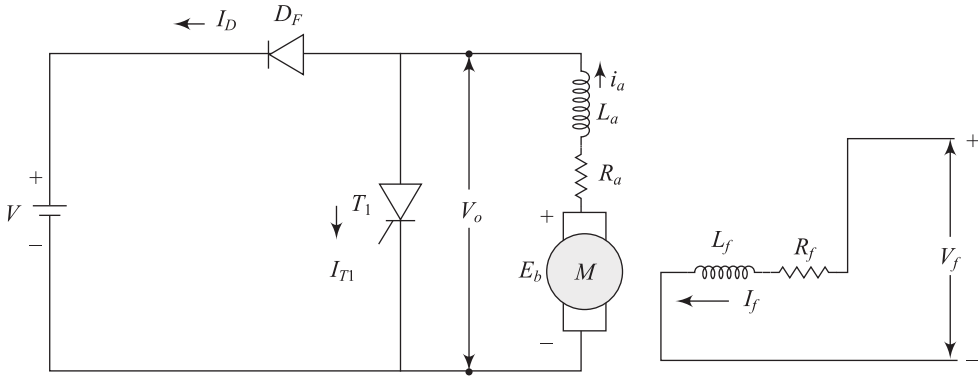 I_D
D_F
i_a
L_a
R_a
+
V
−
T_1
I_T1
V_o
+
E_b
M
−
L_f
R_f
I_f
+
V_f
−